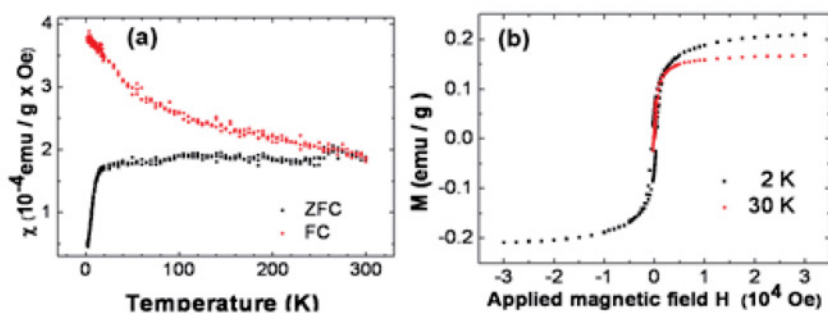 (a)
χ (10⁻⁴emu / g x Oe)
4
3
2
1
ZFC
FC
0 100 200 300
Temperature (K)
(b)
M (emu / g)
0.2
0.1
0.0
-0.1
-0.2
2 K
30 K
-3 -2 -1 0 1 2 3
Applied magnetic field H (10⁴ Oe)